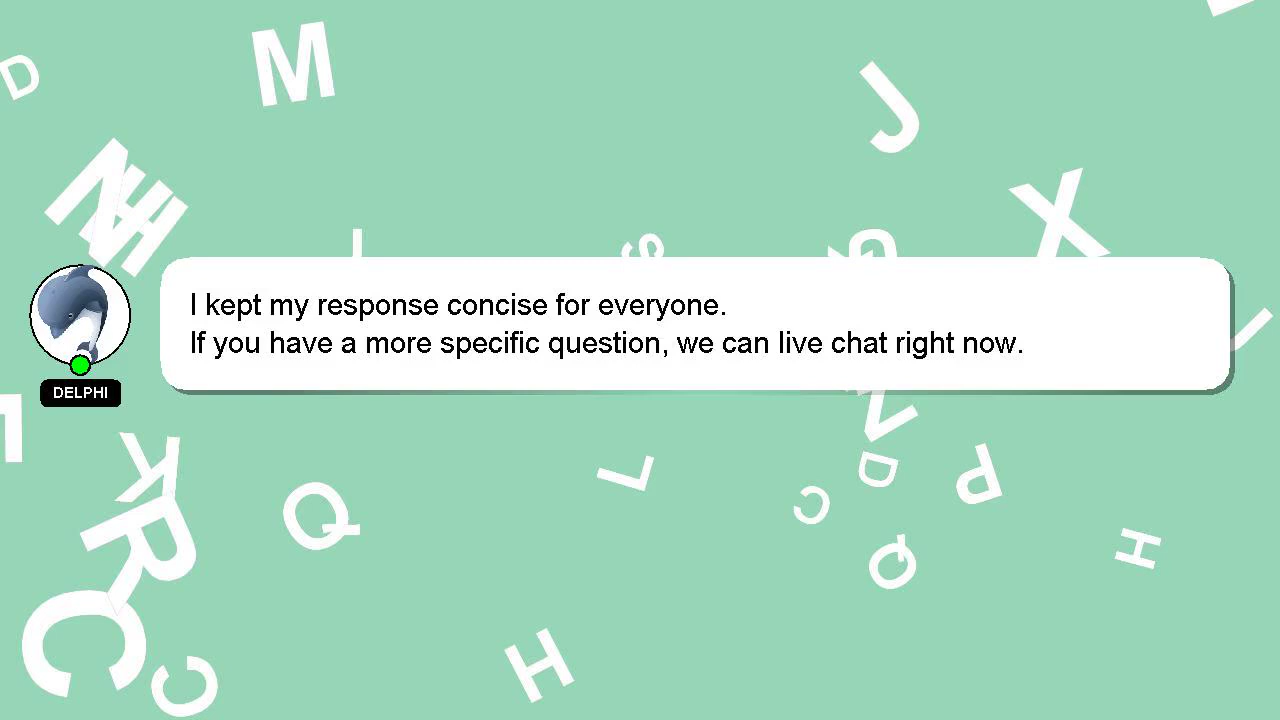 I kept my response concise for everyone.
If you have a more specific question, we can live chat right now.
DELPHI
D
M
J
N
H
X
S
G
R
C
C
Q
L
Z
D
C
P
Q
H
H